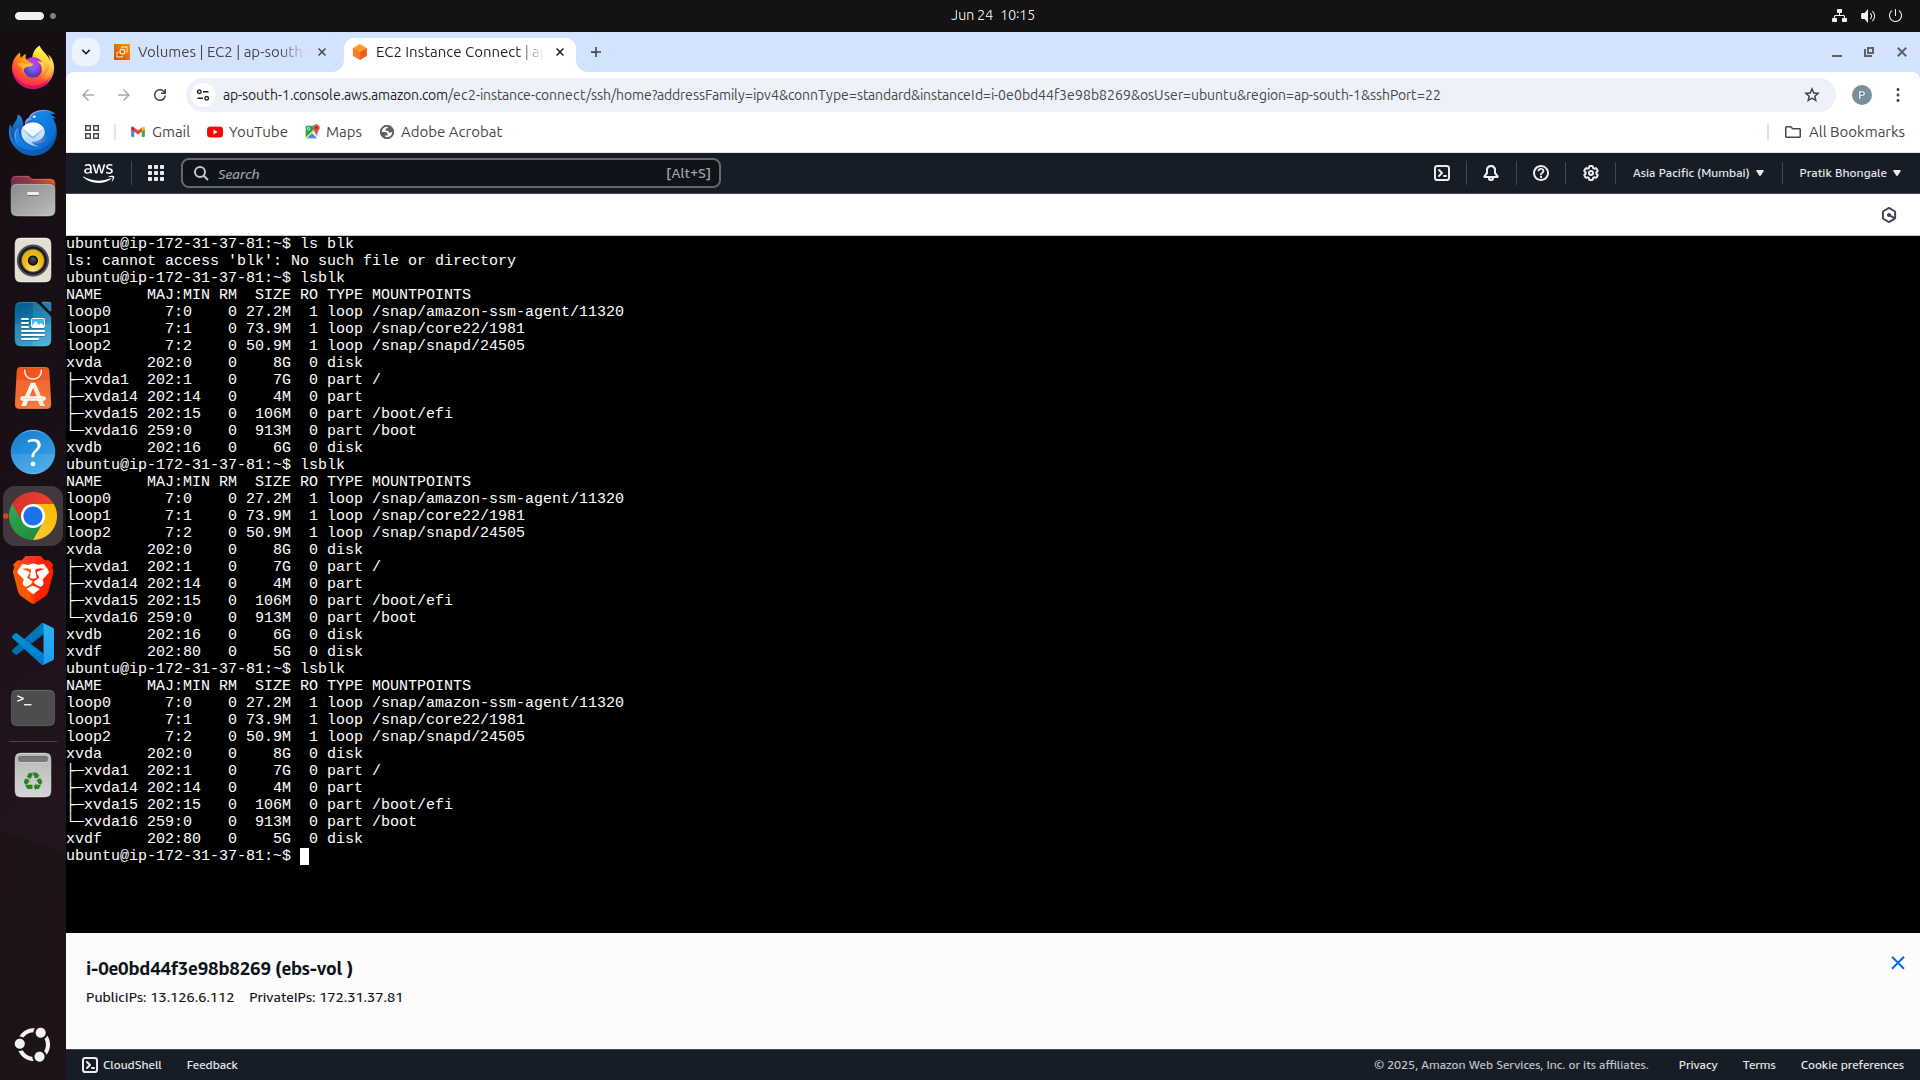 Jun 24 10:15
Volumes | EC2 | ap-south
EC2 Instance Connect | a
ap-south-1.console.aws.amazon.com/ec2-instance-connect/ssh/home?addressFamily=ipv4&connType=standard&instanceId=i-0e0bd44f3e98b8269&osUser=ubuntu&region=ap-south-1&sshPort=22
P
Gmail YouTube Maps Adobe Acrobat All Bookmarks
aws Search [Alt+S] Asia Pacific (Mumbai) Pratik Bhongale
ubuntu@ip-172-31-37-81:~$ ls blk
ls: cannot access 'blk': No such file or directory
ubuntu@ip-172-31-37-81:~$ lsblk
NAME     MAJ:MIN RM  SIZE RO TYPE MOUNTPOINTS
loop0      7:0    0 27.2M  1 loop /snap/amazon-ssm-agent/11320
loop1      7:1    0 73.9M  1 loop /snap/core22/1981
loop2      7:2    0 50.9M  1 loop /snap/snapd/24505
xvda     202:0    0    8G  0 disk
├─xvda1  202:1    0    7G  0 part /
├─xvda14 202:14   0    4M  0 part
├─xvda15 202:15   0  106M  0 part /boot/efi
└─xvda16 259:0    0  913M  0 part /boot
xvdb     202:16   0    6G  0 disk
ubuntu@ip-172-31-37-81:~$ lsblk
NAME     MAJ:MIN RM  SIZE RO TYPE MOUNTPOINTS
loop0      7:0    0 27.2M  1 loop /snap/amazon-ssm-agent/11320
loop1      7:1    0 73.9M  1 loop /snap/core22/1981
loop2      7:2    0 50.9M  1 loop /snap/snapd/24505
xvda     202:0    0    8G  0 disk
├─xvda1  202:1    0    7G  0 part /
├─xvda14 202:14   0    4M  0 part
├─xvda15 202:15   0  106M  0 part /boot/efi
└─xvda16 259:0    0  913M  0 part /boot
xvdb     202:16   0    6G  0 disk
xvdf     202:80   0    5G  0 disk
ubuntu@ip-172-31-37-81:~$ lsblk
NAME     MAJ:MIN RM  SIZE RO TYPE MOUNTPOINTS
loop0      7:0    0 27.2M  1 loop /snap/amazon-ssm-agent/11320
loop1      7:1    0 73.9M  1 loop /snap/core22/1981
loop2      7:2    0 50.9M  1 loop /snap/snapd/24505
xvda     202:0    0    8G  0 disk
├─xvda1  202:1    0    7G  0 part /
├─xvda14 202:14   0    4M  0 part
├─xvda15 202:15   0  106M  0 part /boot/efi
└─xvda16 259:0    0  913M  0 part /boot
xvdf     202:80   0    5G  0 disk
ubuntu@ip-172-31-37-81:~$
i-0e0bd44f3e98b8269 (ebs-vol )
PublicIPs: 13.126.6.112 PrivateIPs: 172.31.37.81
CloudShell Feedback © 2025, Amazon Web Services, Inc. or its affiliates. Privacy Terms Cookie preferences